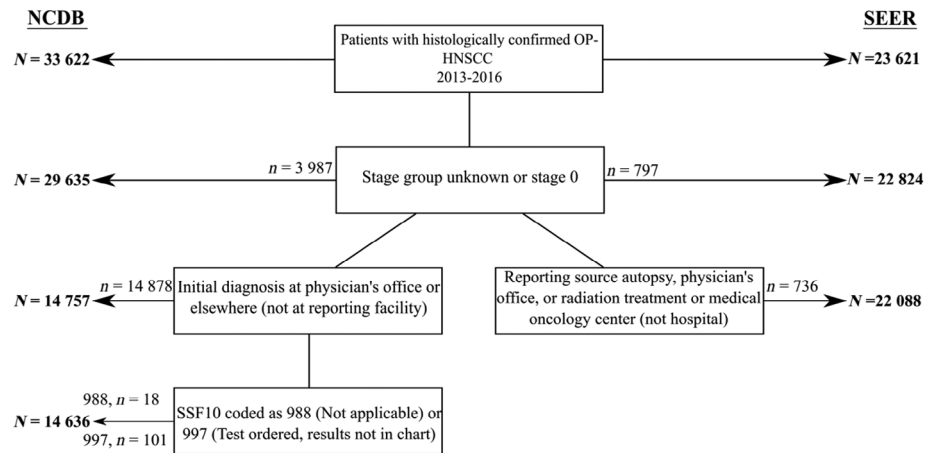 NCDB
SEER
Patients with histologically confirmed OP-
HNSCC
2013-2016
N = 33 622
N =23 621
Stage group unknown or stage 0
n = 3 987
n = 797
N = 29 635
N = 22 824
Initial diagnosis at physician's office or
elsewhere (not at reporting facility)
n = 14 878
N = 14 757
Reporting source autopsy, physician's
office, or radiation treatment or medical
oncology center (not hospital)
n = 736
N =22 088
SSF10 coded as 988 (Not applicable) or
997 (Test ordered, results not in chart)
988, n = 18
N = 14 636
997, n = 101